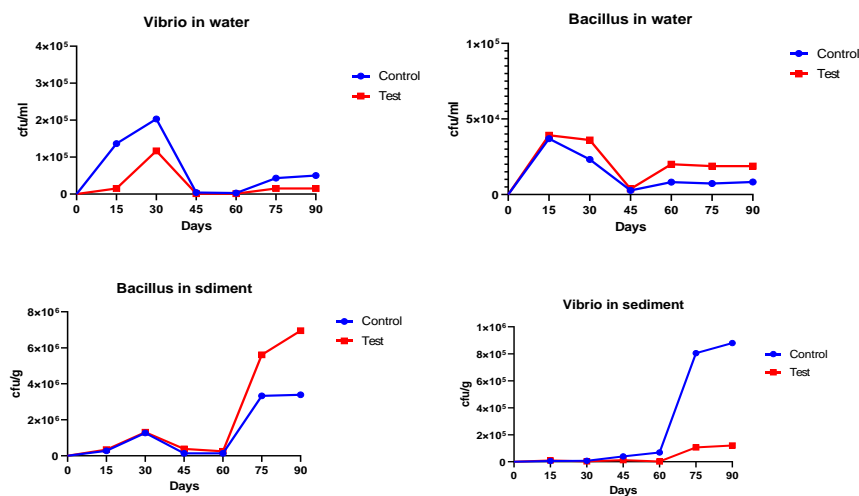 Vibrio in water
4×10⁵
3×10⁵
2×10⁵
1×10⁵
0
cfu/ml
0 15 30 45 60 75 90
Days
Control
Test
Bacillus in water
1×10⁵
5×10⁴
0
cfu/ml
0 15 30 45 60 75 90
Days
Control
Test
Bacillus in sdiment
8×10⁶
6×10⁶
4×10⁶
2×10⁶
0
cfu/g
0 15 30 45 60 75 90
Days
Control
Test
Vibrio in sediment
1×10⁶
8×10⁵
6×10⁵
4×10⁵
2×10⁵
0
cfu/g
0 15 30 45 60 75 90
Days
Control
Test